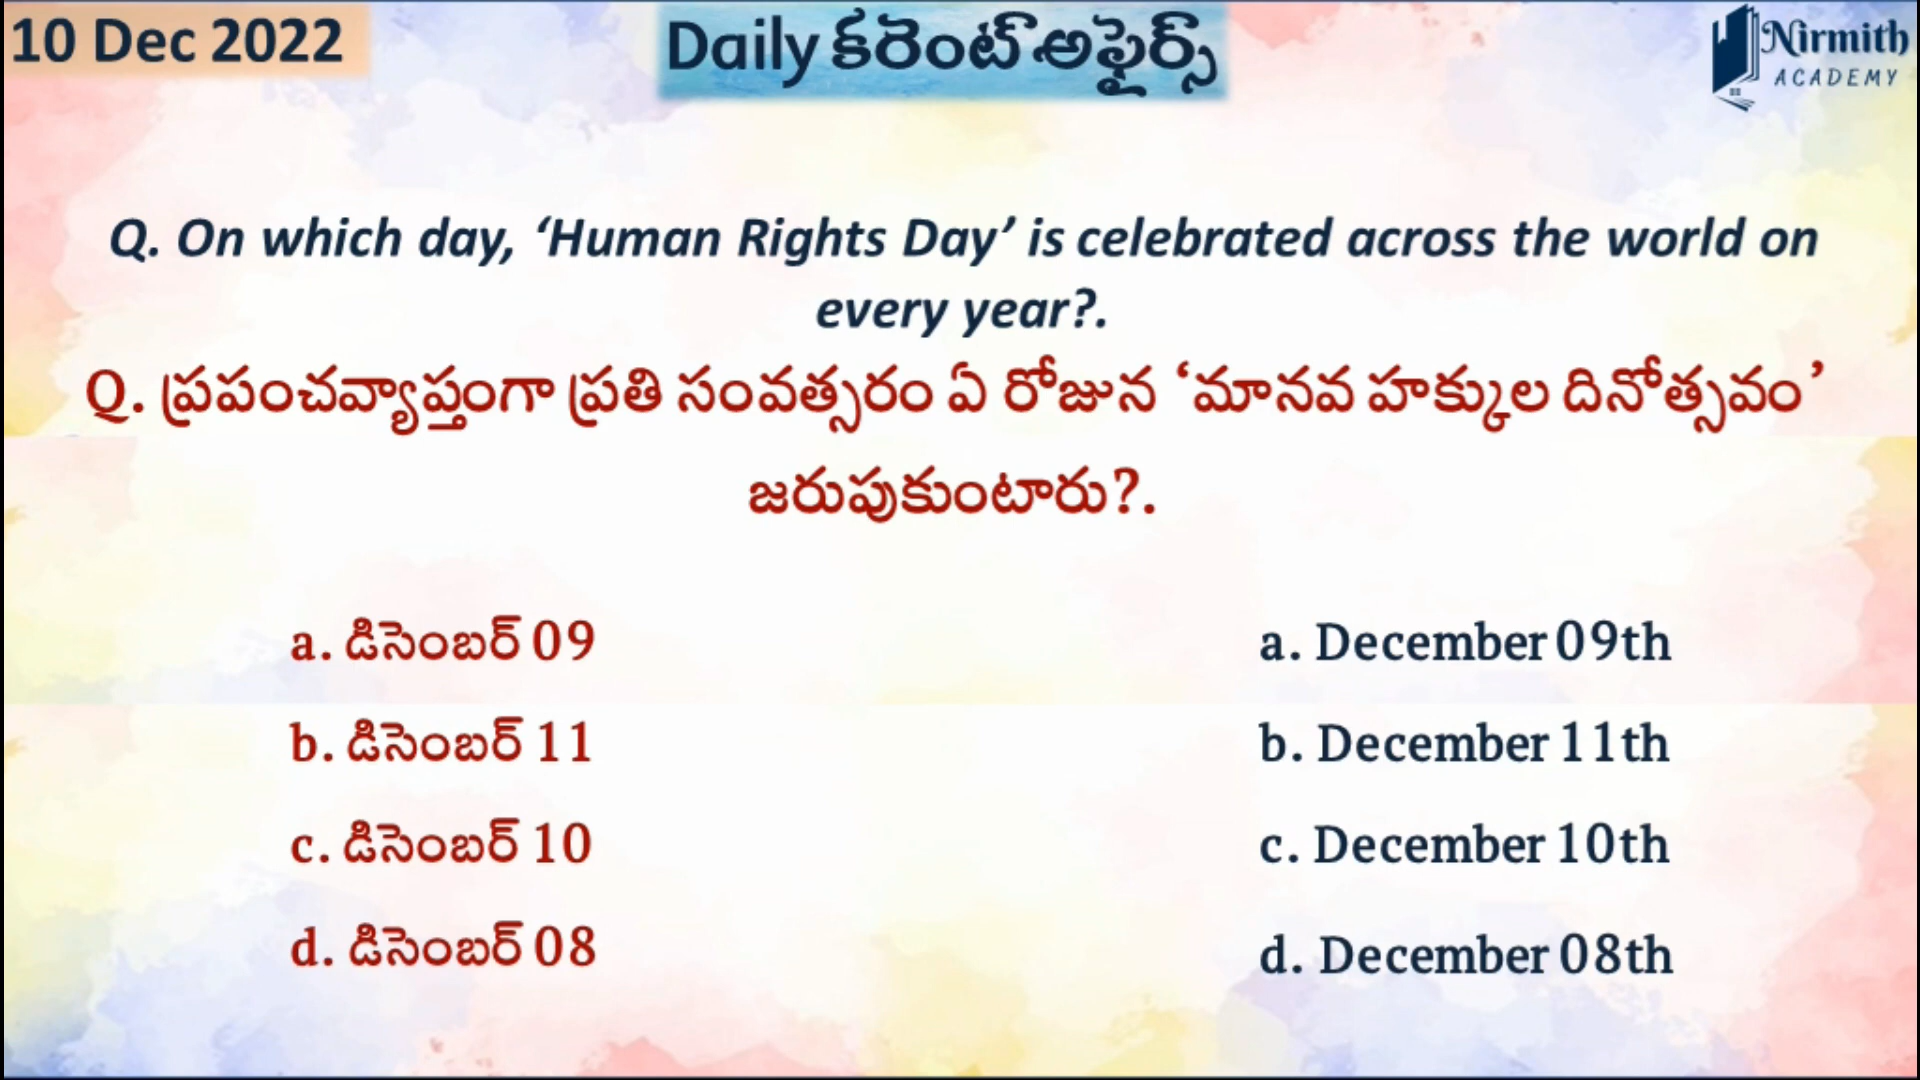 10 Dec 2022
Daily కరెంట్ అఫైర్స్
Nirmith
ACADEMY
Q. On which day, ‘Human Rights Day’ is celebrated across the world on
every year?.
Q. ప్రపంచవ్యాప్తంగా ప్రతి సంవత్సరం ఏ రోజున ‘మానవ హక్కుల దినోత్సవం’
జరుపుకుంటారు?.
a. డిసెంబర్ 09
b. డిసెంబర్ 11
c. డిసెంబర్ 10
d. డిసెంబర్ 08
a. December 09th
b. December 11th
c. December 10th
d. December 08th